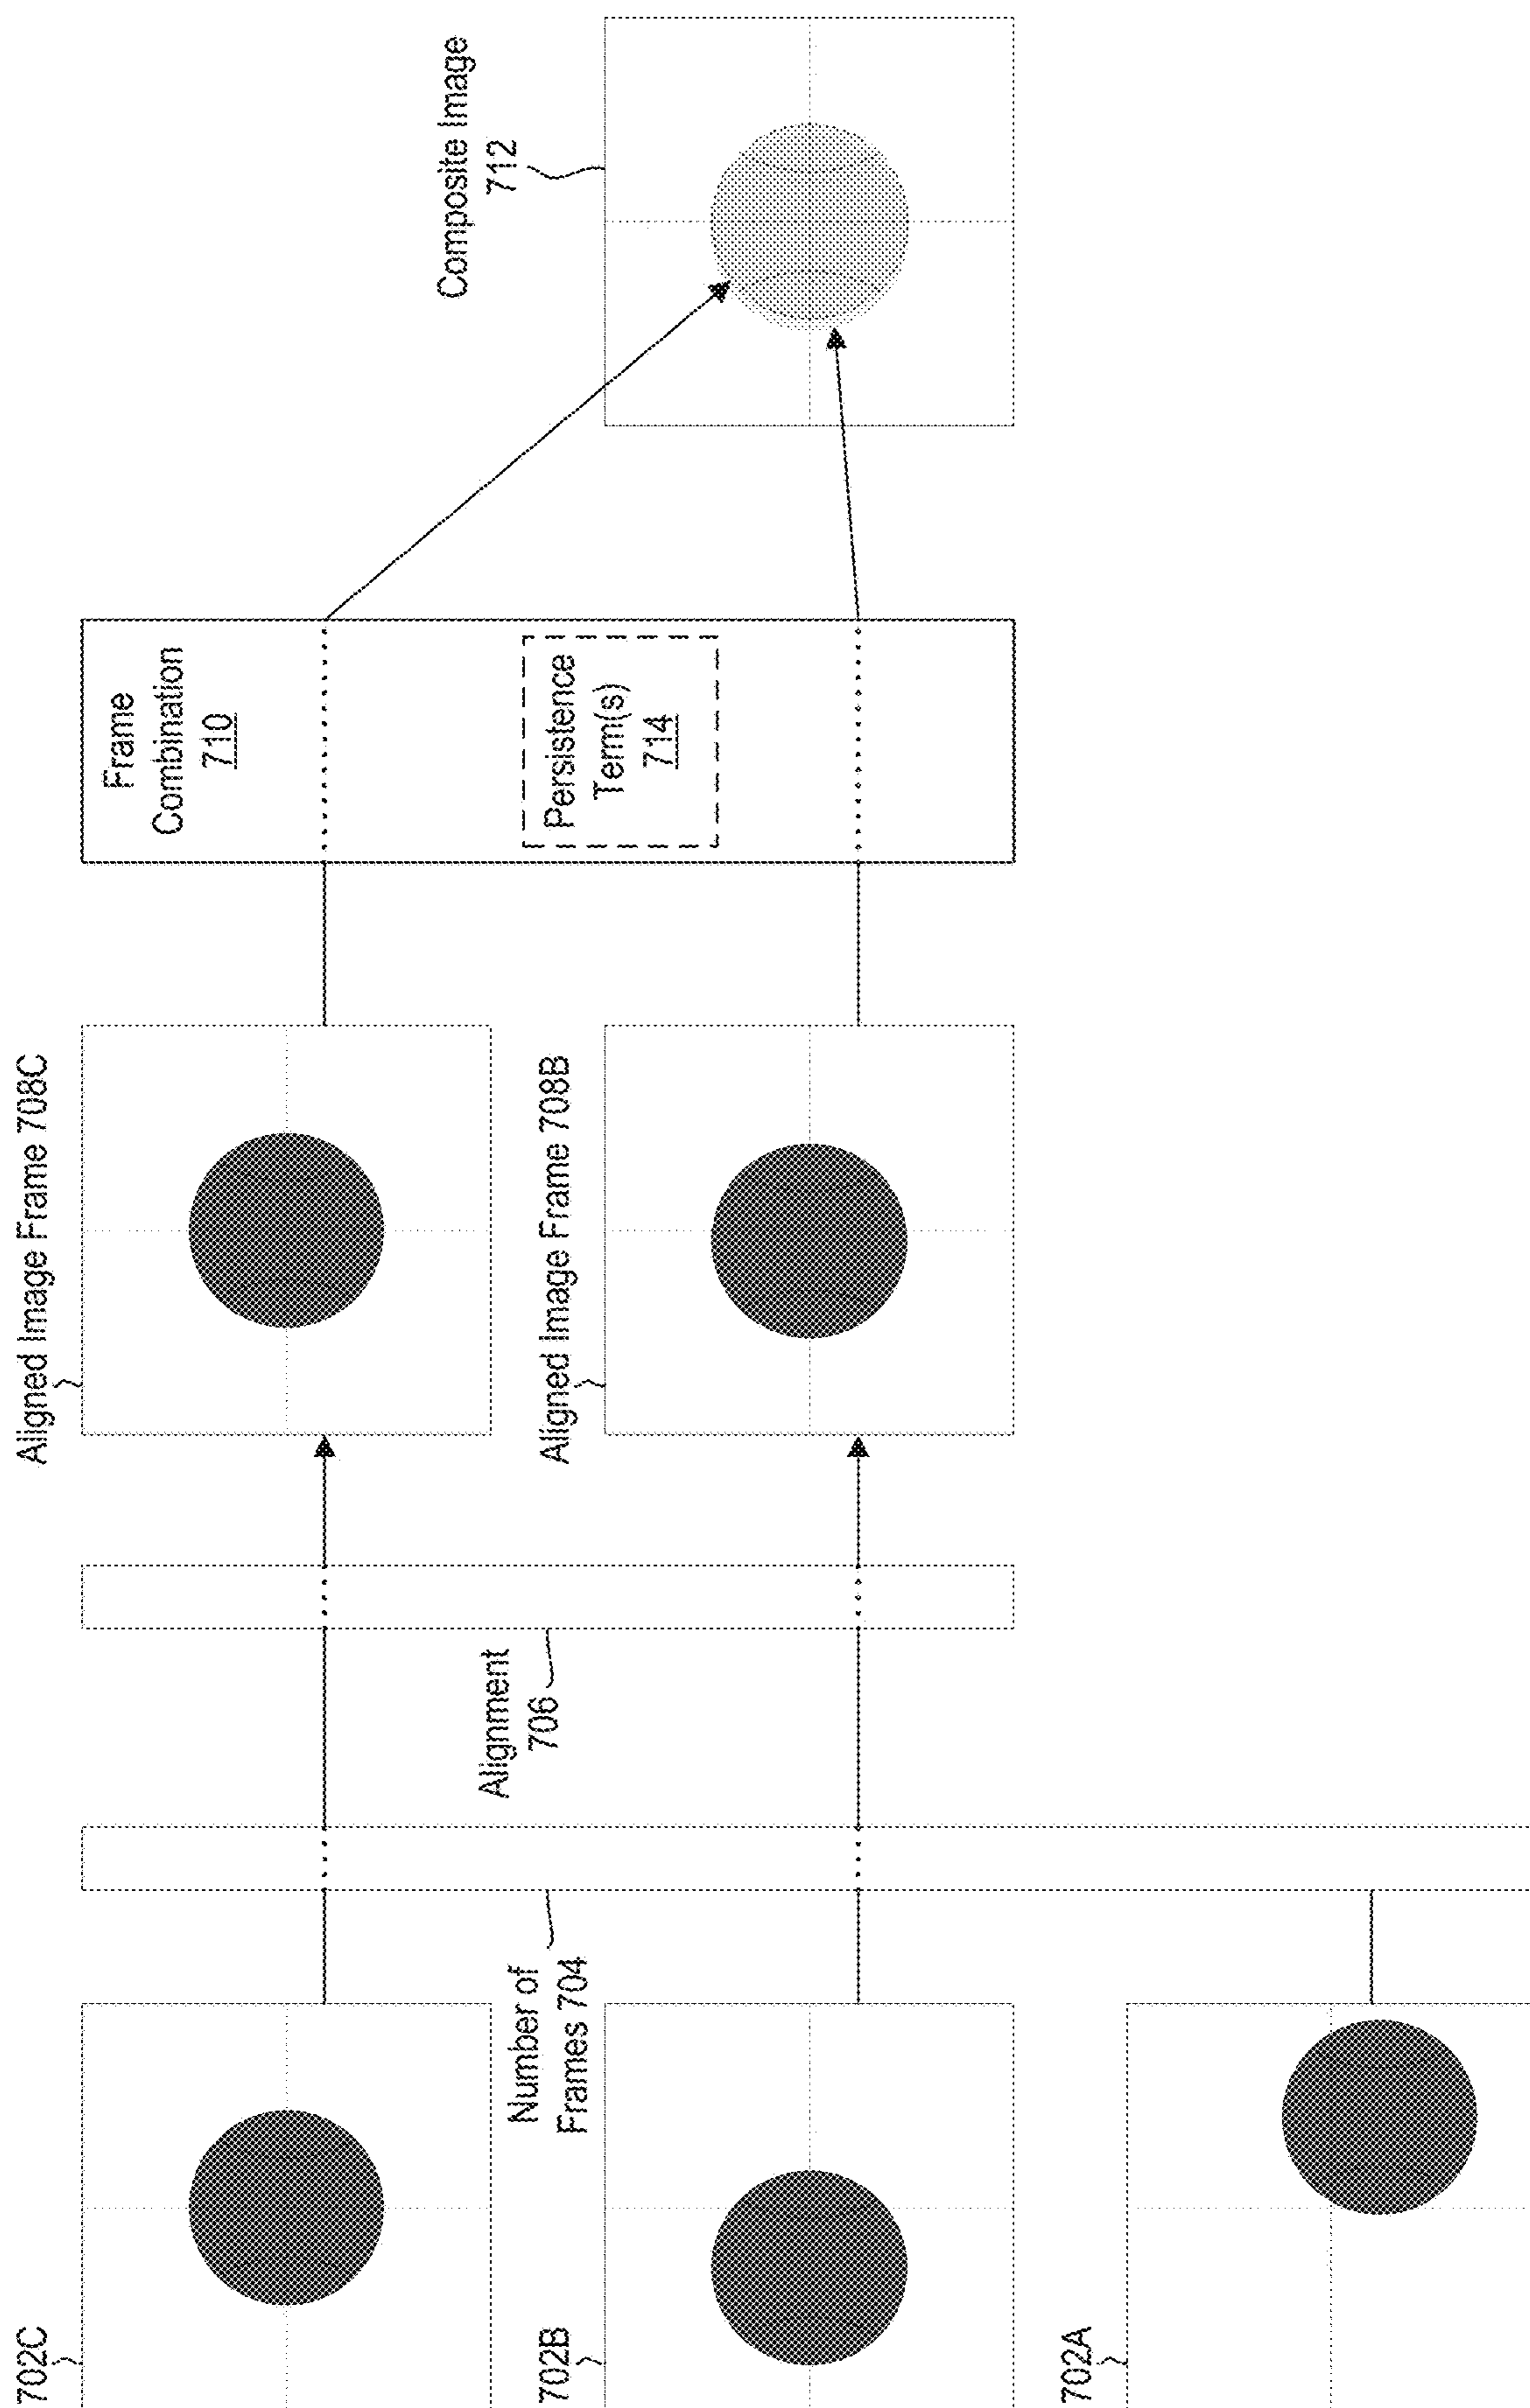 702C
702B
702A
Number of
Frames 704
Alignment
706
Aligned Image Frame 708C
Aligned Image Frame 708B
Frame
Combination
710
Persistence
Term(s)
714
Composite Image
712